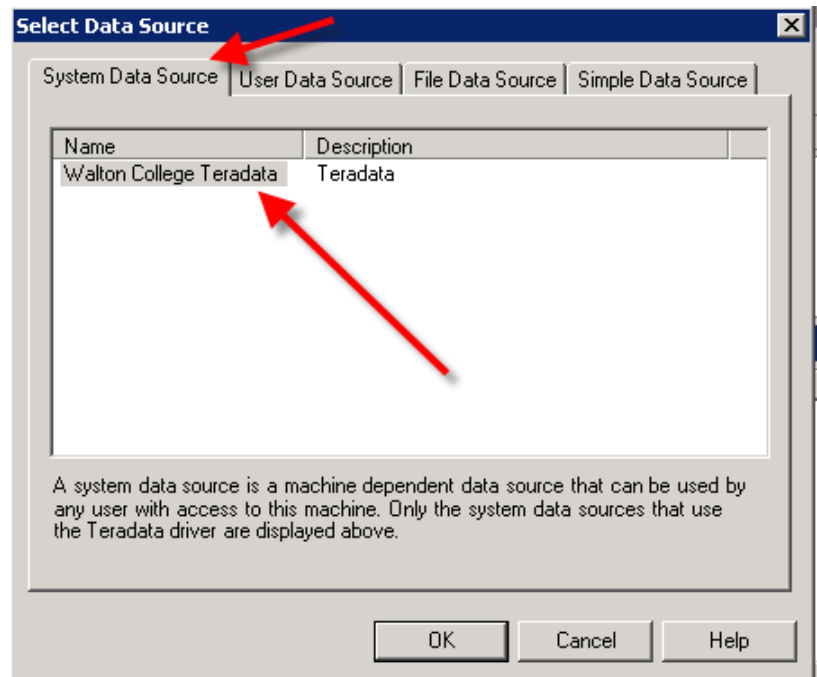 Select Data Source
System Data Source User Data Source File Data Source Simple Data Source
Name Description
Walton College Teradata Teradata
A system data source is a machine dependent data source that can be used by
any user with access to this machine. Only the system data sources that use
the Teradata driver are displayed above.
OK Cancel Help